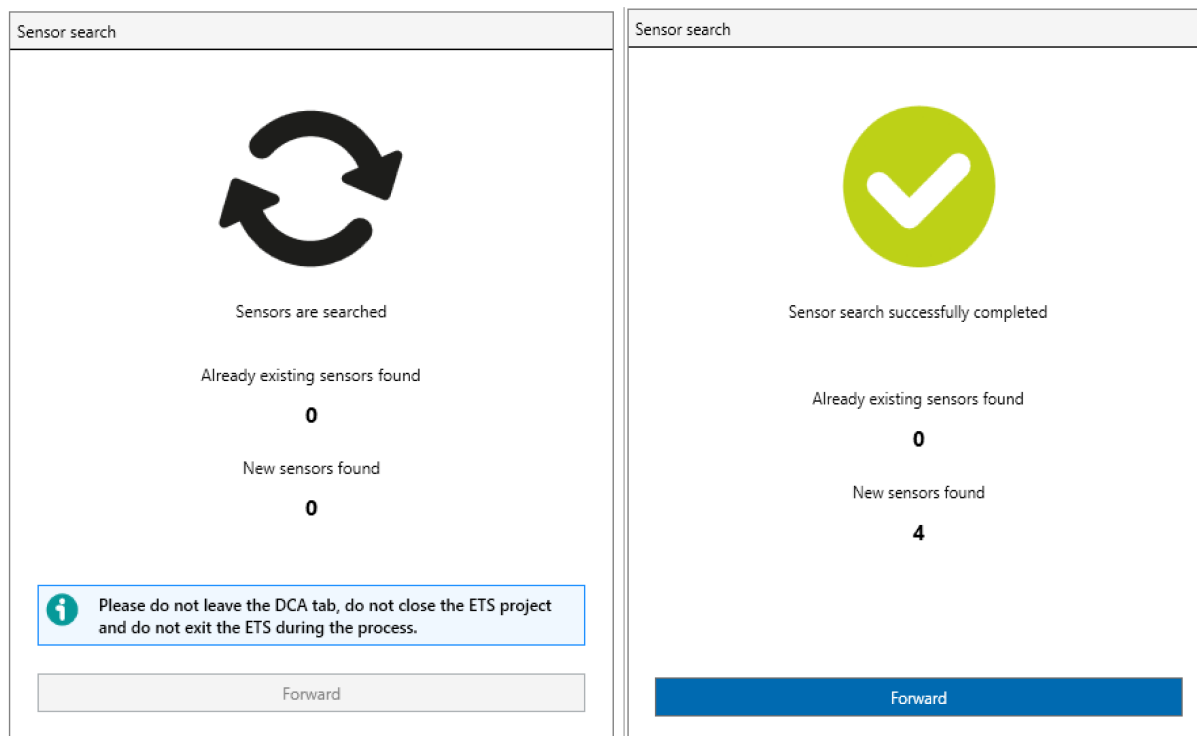 Sensor search
Sensors are searched
Already existing sensors found
0
New sensors found
0
Please do not leave the DCA tab, do not close the ETS project
and do not exit the ETS during the process.
Forward
Sensor search
Sensor search successfully completed
Already existing sensors found
0
New sensors found
4
Forward